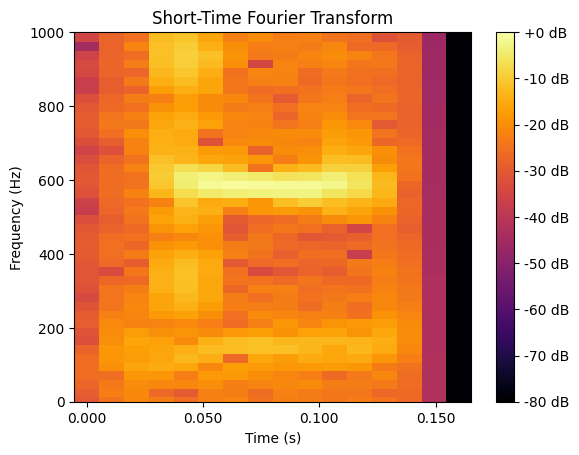 Short-Time Fourier Transform
1000
800
600
400
200
0
Frequency (Hz)
0.000
0.050
0.100
0.150
Time (s)
+0 dB
-10 dB
-20 dB
-30 dB
-40 dB
-50 dB
-60 dB
-70 dB
-80 dB